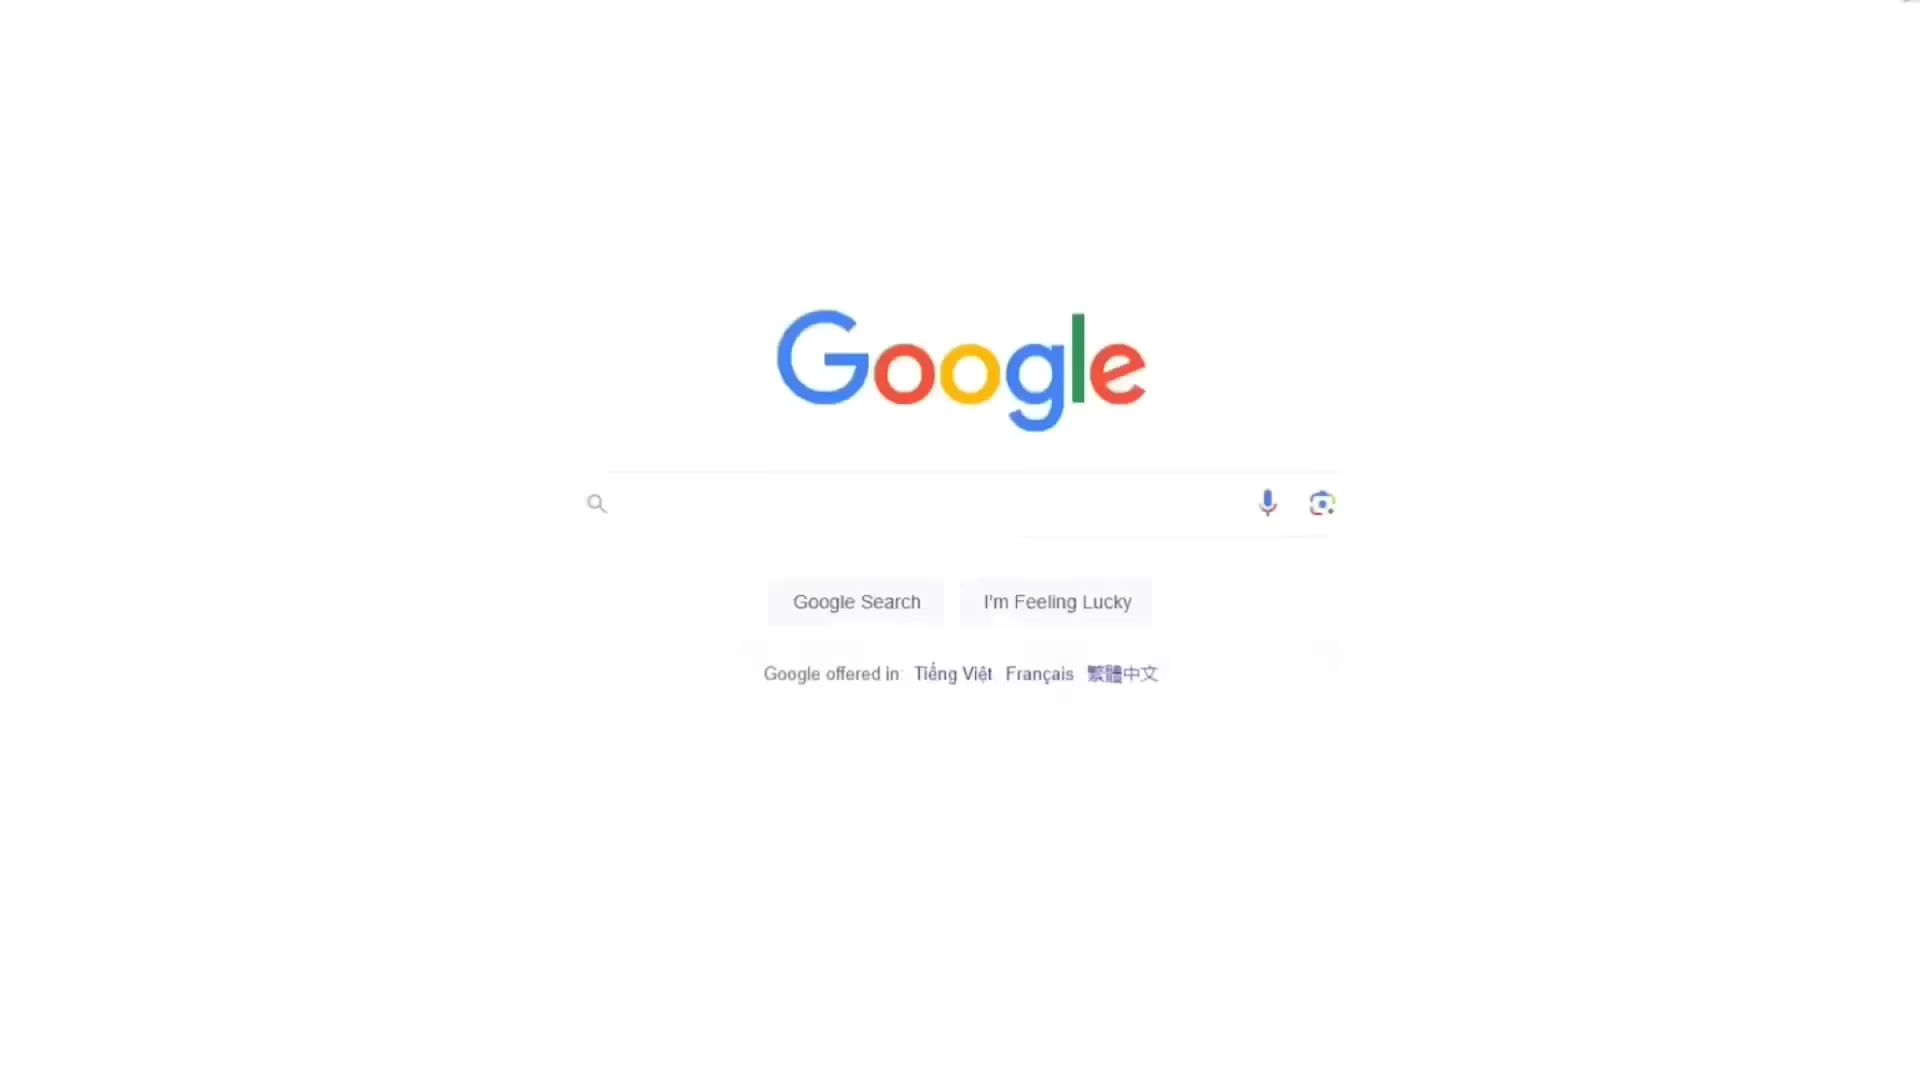 Google
Google Search I'm Feeling Lucky
Google offered in: Tiếng Việt Français 繁體中文